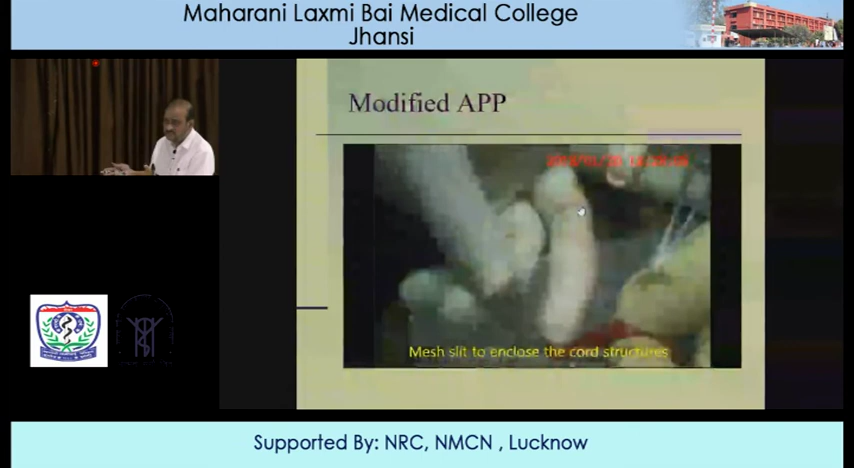 Maharani Laxmi Bai Medical College
Jhansi
Modified APP
Mesh slit to enclose the cord structures
Supported By: NRC, NMCN , Lucknow